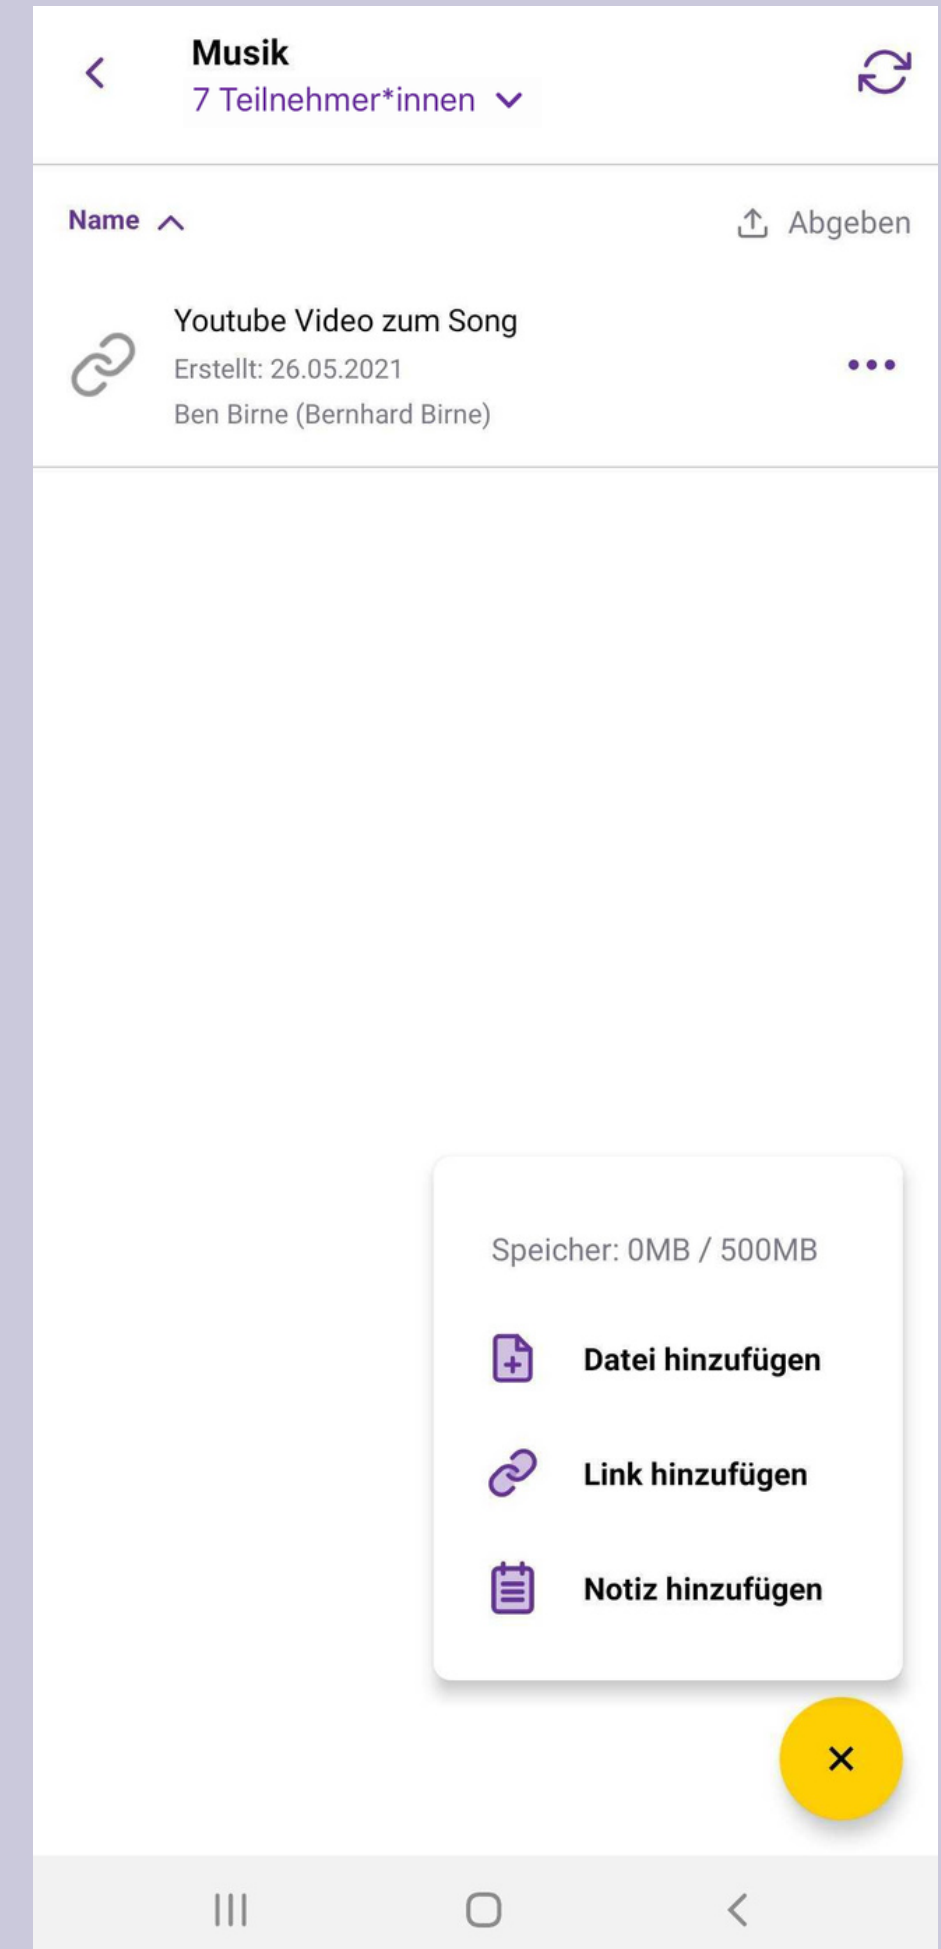 Musik
7 Teilnehmer*innen
Name
Abgeben
Youtube Video zum Song
Erstellt: 26.05.2021
Ben Birne (Bernhard Birne)
Speicher: 0MB / 500MB
Datei hinzufügen
Link hinzufügen
Notiz hinzufügen